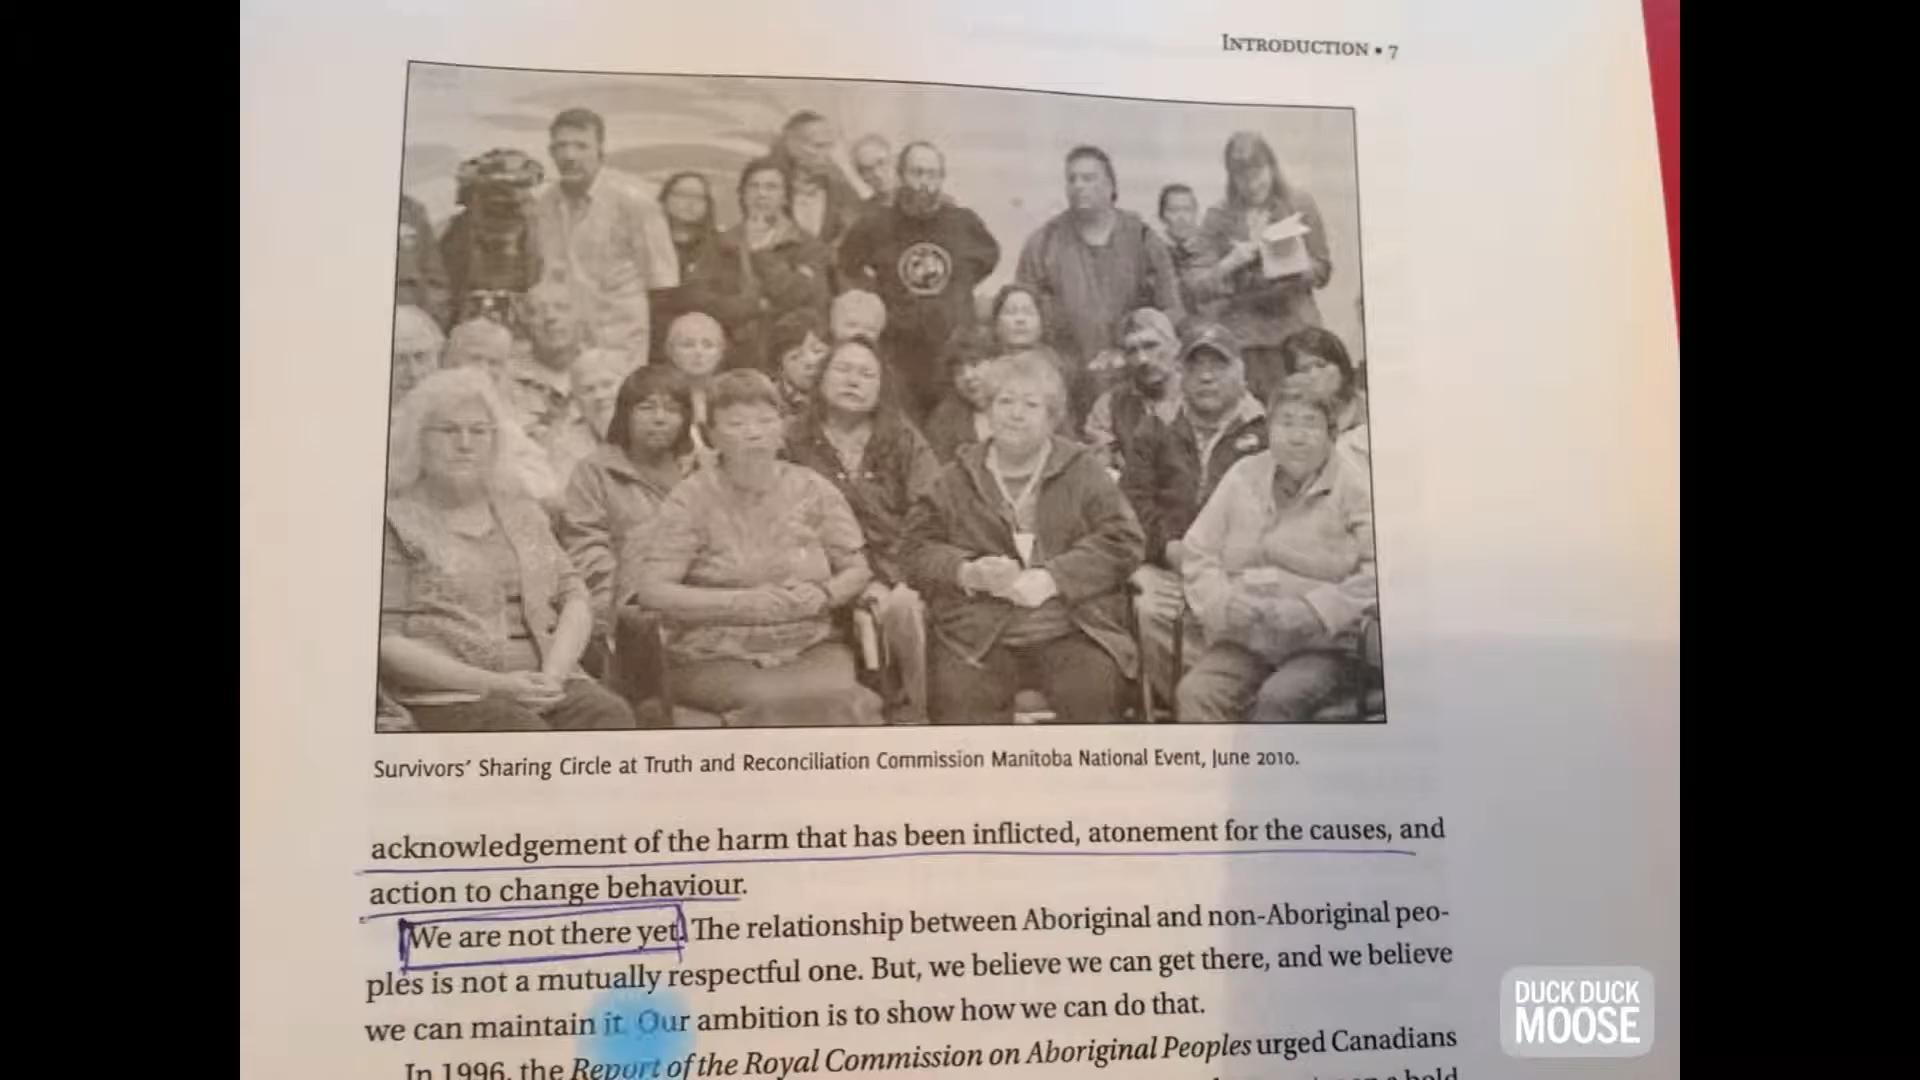 INTRODUCTION • 7
Survivors' Sharing Circle at Truth and Reconciliation Commission Manitoba National Event, June 2010.
acknowledgement of the harm that has been inflicted, atonement for the causes, and
action to change behaviour.
We are not there yet. The relationship between Aboriginal and non-Aboriginal peo-
ples is not a mutually respectful one. But, we believe we can get there, and we believe
we can maintain it. Our ambition is to show how we can do that.
In 1996, the Report of the Royal Commission on Aboriginal Peoples urged Canadians
bold
DUCK DUCK
MOOSE